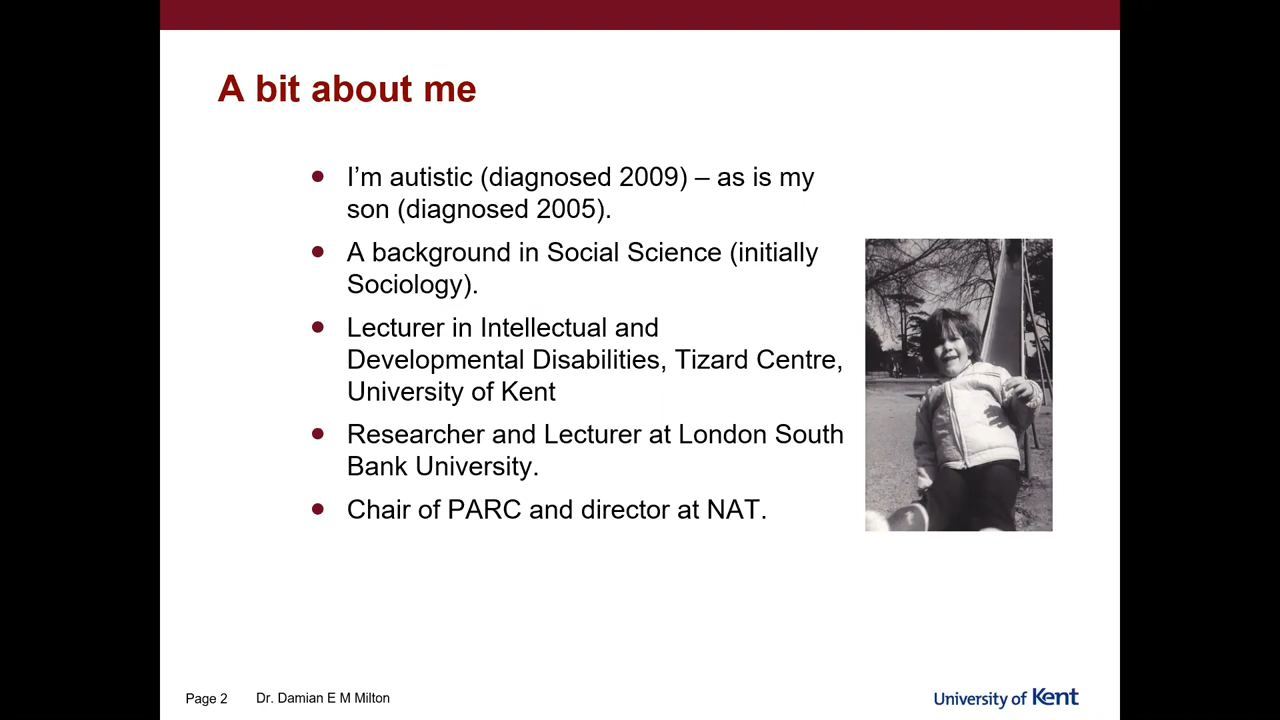 A bit about me
I’m autistic (diagnosed 2009) – as is my
son (diagnosed 2005).
A background in Social Science (initially
Sociology).
Lecturer in Intellectual and
Developmental Disabilities, Tizard Centre,
University of Kent
Researcher and Lecturer at London South
Bank University.
Chair of PARC and director at NAT.
Page 2 Dr. Damian E M Milton
University of Kent